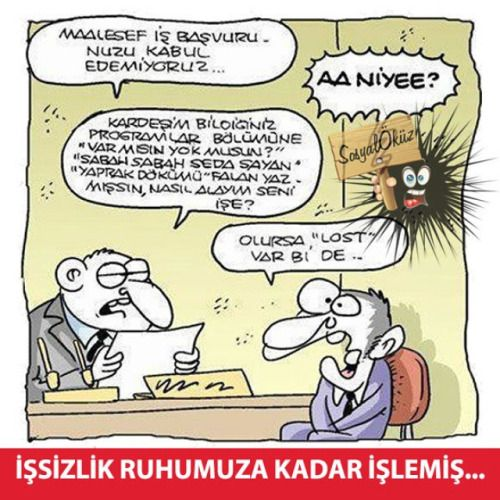 MAALESEF İŞ BAŞVURU-
NUZU KABUL
EDEMİYORUZ...
AA NİYEE?
KARDEŞİM BİLDİĞİNİZ
PROGRAMLAR BÖLÜMÜNE
"VAR MISIN YOK MUSUN?"
"SABAH SABAH SEDA SAYAN"
"YAPRAK DÖKÜMÜ" FALAN YAZ-
MIŞSIN, NASIL ALAYIM SENİ
İŞE?
SosyalÖküz
OLURSA, "LOST"
VAR Bİ DE...
İŞSİZLİK RUHUMUZA KADAR İŞLEMİŞ...